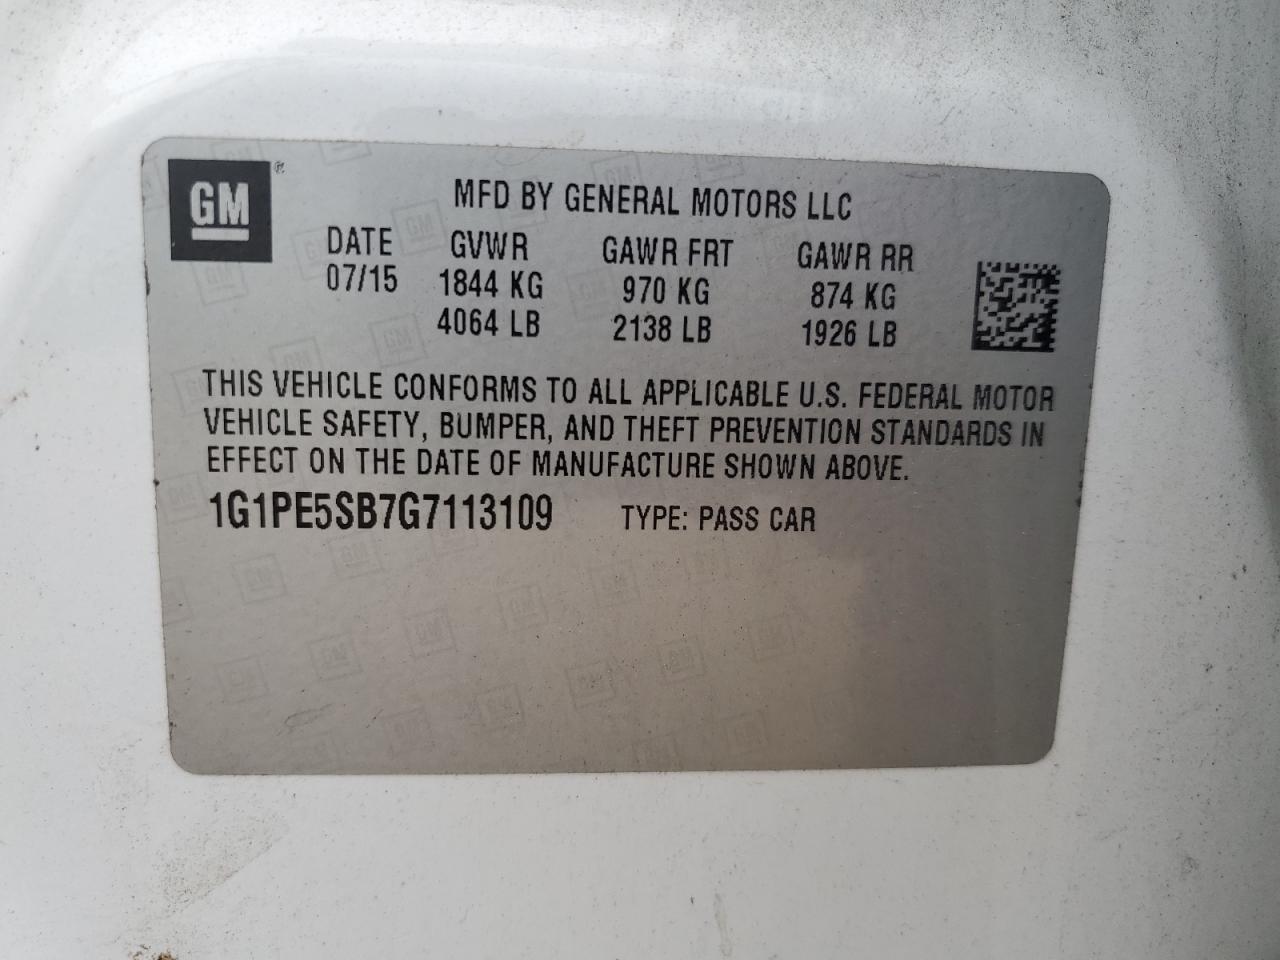 GM ®
MFD BY GENERAL MOTORS LLC
DATE GVWR GAWR FRT GAWR RR
07/15 1844 KG 970 KG 874 KG
4064 LB 2138 LB 1926 LB
THIS VEHICLE CONFORMS TO ALL APPLICABLE U.S. FEDERAL MOTOR
VEHICLE SAFETY, BUMPER, AND THEFT PREVENTION STANDARDS IN
EFFECT ON THE DATE OF MANUFACTURE SHOWN ABOVE.
1G1PE5SB7G7113109 TYPE: PASS CAR